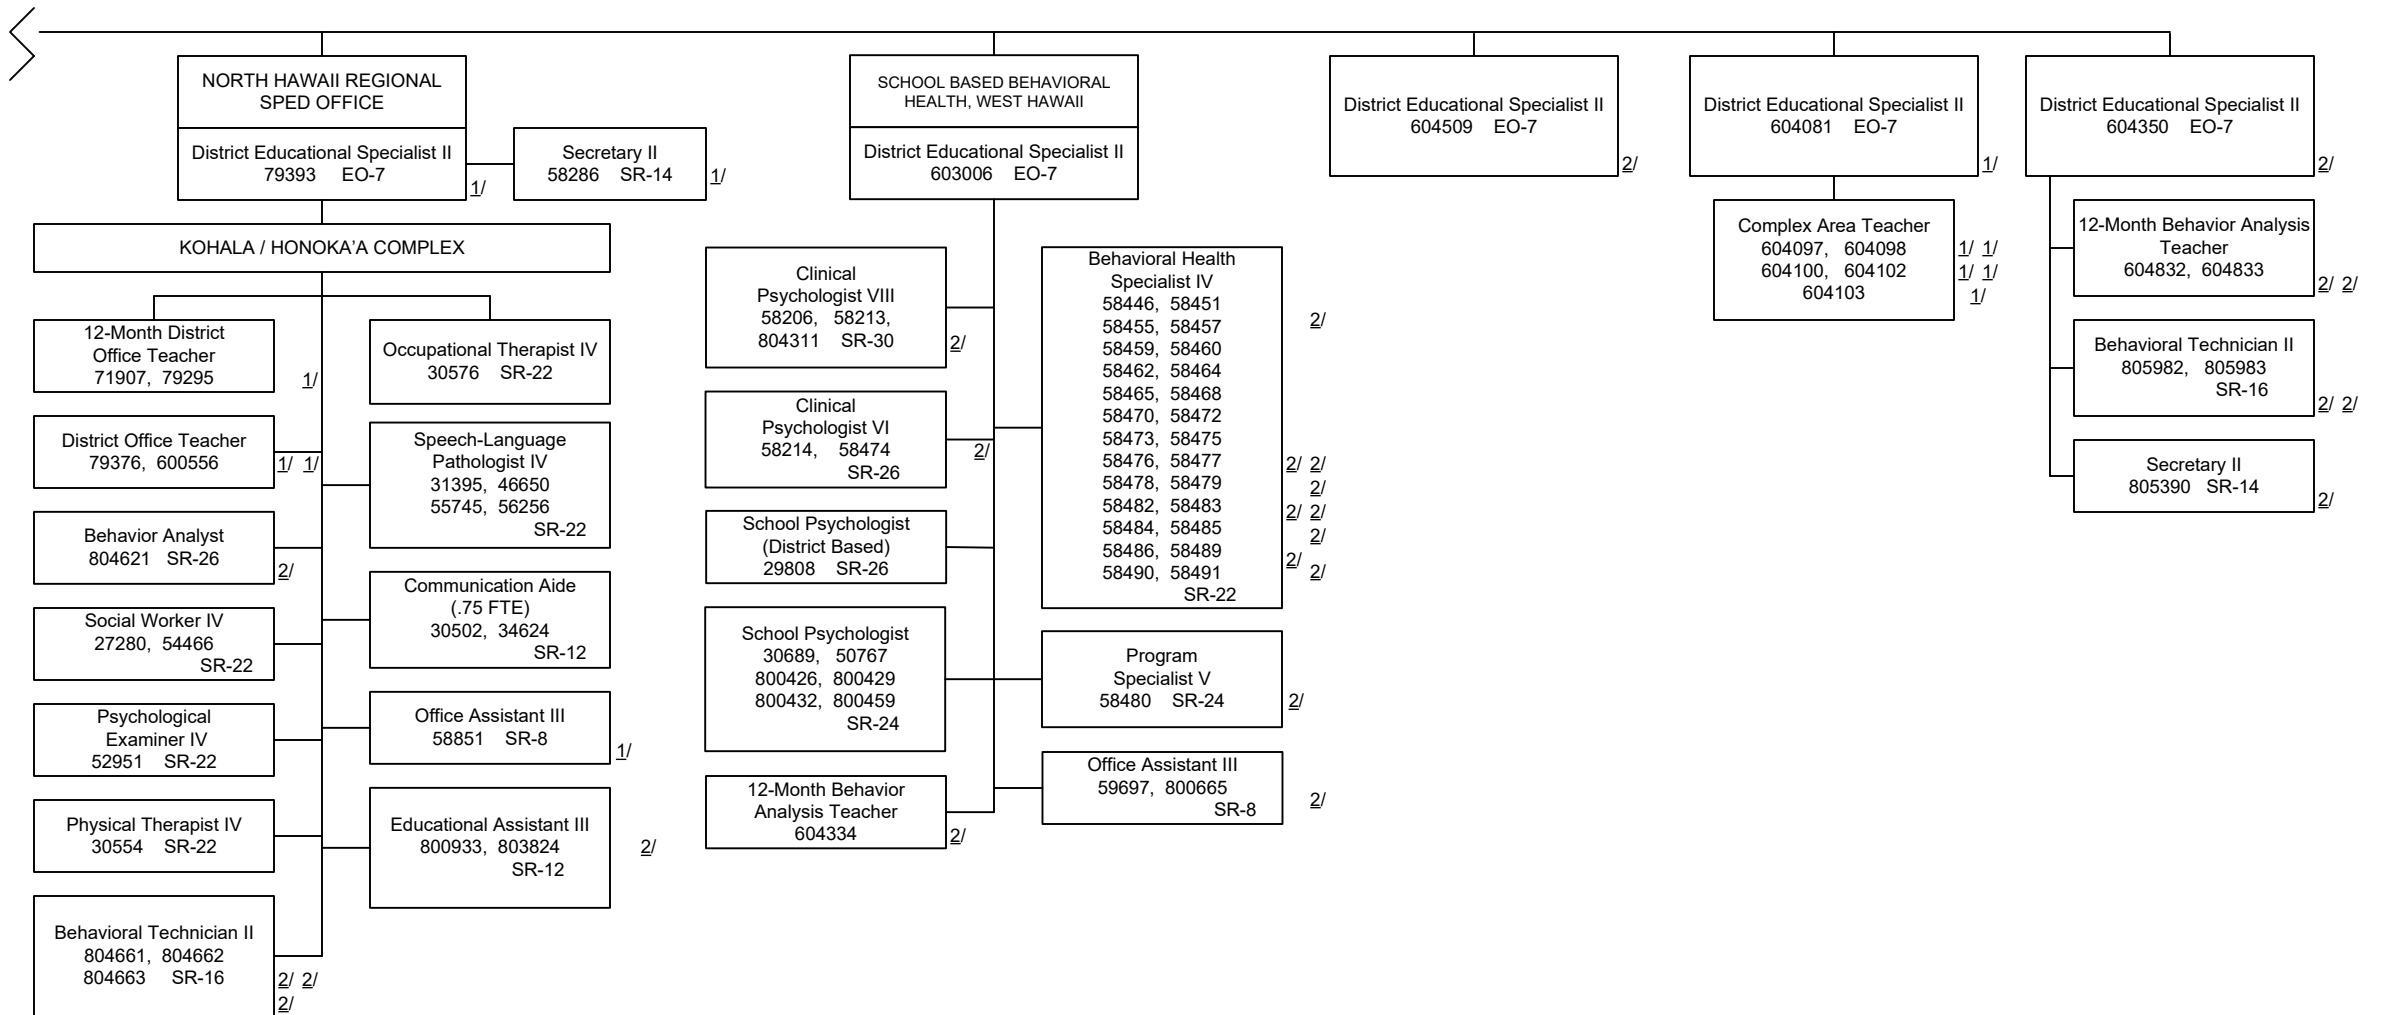 NORTH HAWAII REGIONAL
SPED OFFICE
District Educational Specialist II
79393 EO-7
1/
Secretary II
58286 SR-14
1/
KOHALA / HONOKA’A COMPLEX
12-Month District
Office Teacher
71907, 79295
1/
District Office Teacher
79376, 600556
1/ 1/
Behavior Analyst
804621 SR-26
2/
Social Worker IV
27280, 54466
SR-22
Psychological
Examiner IV
52951 SR-22
Physical Therapist IV
30554 SR-22
Behavioral Technician II
804661, 804662
804663 SR-16
2/ 2/
2/
Occupational Therapist IV
30576 SR-22
Speech-Language
Pathologist IV
31395, 46650
55745, 56256
SR-22
Communication Aide
(.75 FTE)
30502, 34624
SR-12
Office Assistant III
58851 SR-8
1/
Educational Assistant III
800933, 803824
SR-12
2/
SCHOOL BASED BEHAVIORAL
HEALTH, WEST HAWAII
District Educational Specialist II
603006 EO-7
Clinical
Psychologist VIII
58206, 58213,
804311 SR-30
2/
Clinical
Psychologist VI
58214, 58474
SR-26
2/
School Psychologist
(District Based)
29808 SR-26
School Psychologist
30689, 50767
800426, 800429
800432, 800459
SR-24
12-Month Behavior
Analysis Teacher
604334
2/
Behavioral Health
Specialist IV
58446, 58451
58455, 58457
2/
58459, 58460
58462, 58464
58465, 58468
58470, 58472
58473, 58475
58476, 58477
2/ 2/
58478, 58479
2/
58482, 58483
2/ 2/
58484, 58485
2/
58486, 58489
2/
58490, 58491
2/
SR-22
Program
Specialist V
58480 SR-24
2/
Office Assistant III
59697, 800665
SR-8
2/
District Educational Specialist II
604509 EO-7
2/
District Educational Specialist II
604081 EO-7
1/
Complex Area Teacher
604097, 604098
1/ 1/
604100, 604102
1/ 1/
604103
1/
District Educational Specialist II
604350 EO-7
2/
12-Month Behavior Analysis
Teacher
604832, 604833
2/ 2/
Behavioral Technician II
805982, 805983
SR-16
2/ 2/
Secretary II
805390 SR-14
2/